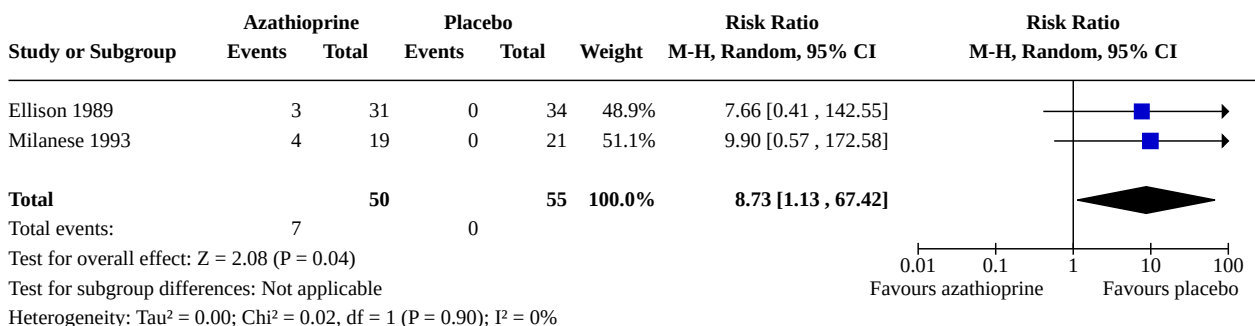 Azathioprine Placebo Risk Ratio Risk Ratio
Study or Subgroup Events Total Events Total Weight M-H, Random, 95% CI M-H, Random, 95% CI
Ellison 1989 3 31 0 34 48.9% 7.66 [0.41 , 142.55]
Milanese 1993 4 19 0 21 51.1% 9.90 [0.57 , 172.58]
Total 50 55 100.0% 8.73 [1.13 , 67.42]
Total events: 7 0
Test for overall effect: Z = 2.08 (P = 0.04)
0.01 0.1 1 10 100
Test for subgroup differences: Not applicable
Favours azathioprine Favours placebo
Heterogeneity: Tau² = 0.00; Chi² = 0.02, df = 1 (P = 0.90); I² = 0%